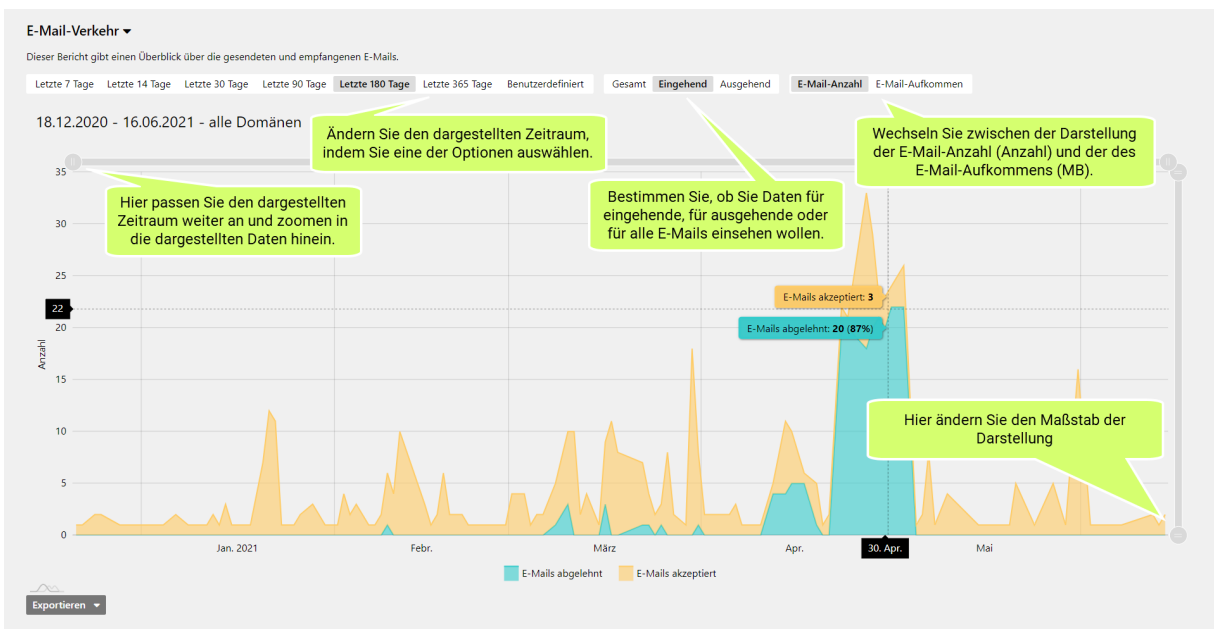 E-Mail-Verkehr
Dieser Bericht gibt einen Überblick über die gesendeten und empfangenen E-Mails.
Letzte 7 Tage Letzte 14 Tage Letzte 30 Tage Letzte 90 Tage Letzte 180 Tage Letzte 365 Tage Benutzerdefiniert Gesamt Eingehend Ausgehend E-Mail-Anzahl E-Mail-Aufkommen
18.12.2020 - 16.06.2021 - alle Domänen
Ändern Sie den dargestellten Zeitraum,
indem Sie eine der Optionen auswählen.
Wechseln Sie zwischen der Darstellung
der E-Mail-Anzahl (Anzahl) und der des
E-Mail-Aufkommens (MB).
Hier passen Sie den dargestellten
Zeitraum weiter an und zoomen in
die dargestellten Daten hinein.
Bestimmen Sie, ob Sie Daten für
eingehende, für ausgehende oder
für alle E-Mails einsehen wollen.
35
30
25
22
20
15
10
5
0
Anzahl
E-Mails akzeptiert: 3
E-Mails abgelehnt: 20 (87%)
Hier ändern Sie den Maßstab der
Darstellung
Jan. 2021 Febr. März Apr. 30. Apr. Mai
E-Mails abgelehnt E-Mails akzeptiert
Exportieren